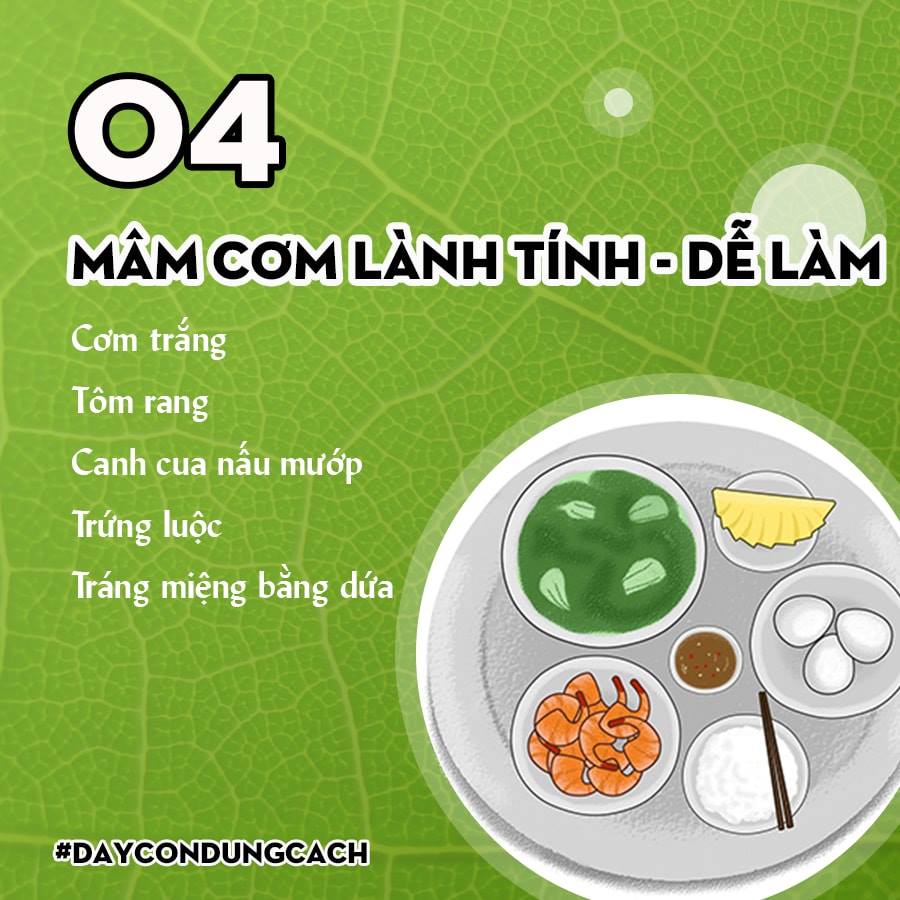 04
MÂM CƠM LÀNH TÍNH - DỄ LÀM
Cơm trắng
Tôm rang
Canh cua nấu mướp
Trứng luộc
Tráng miệng bằng dứa
#DAYCONDUNGCACH